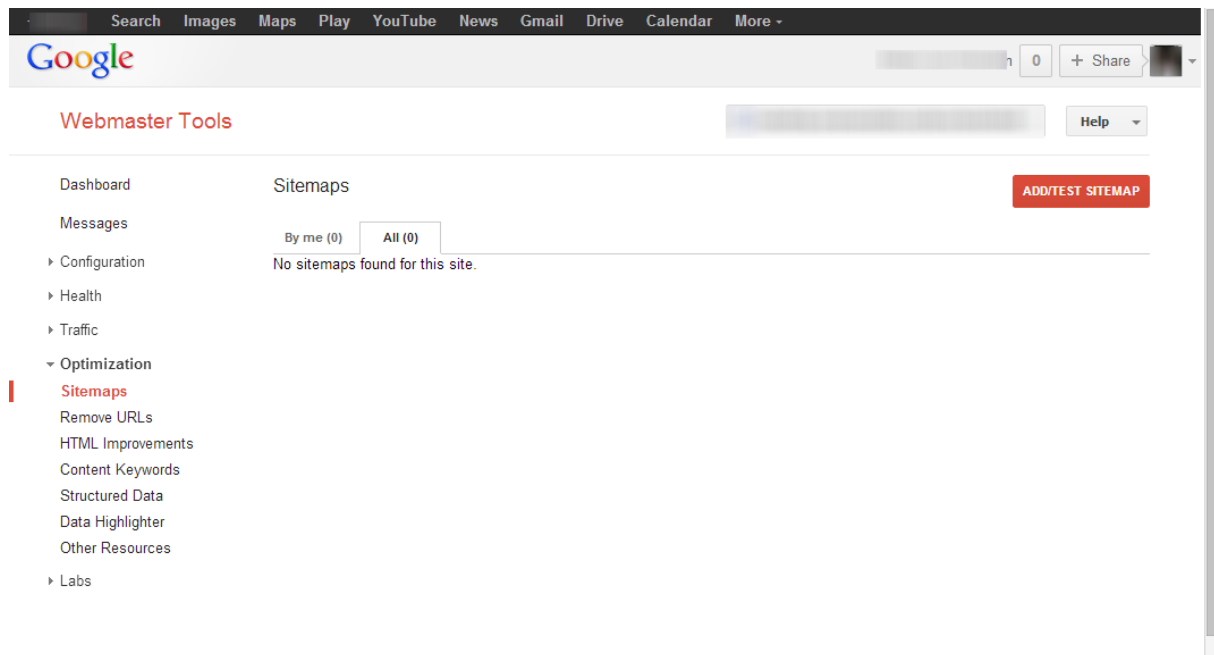 Search Images Maps Play YouTube News Gmail Drive Calendar More
Google
0 + Share
Webmaster Tools
Help
Dashboard
Sitemaps
ADD/TEST SITEMAP
Messages
By me (0) All (0)
Configuration
No sitemaps found for this site.
Health
Traffic
Optimization
Sitemaps
Remove URLs
HTML Improvements
Content Keywords
Structured Data
Data Highlighter
Other Resources
Labs